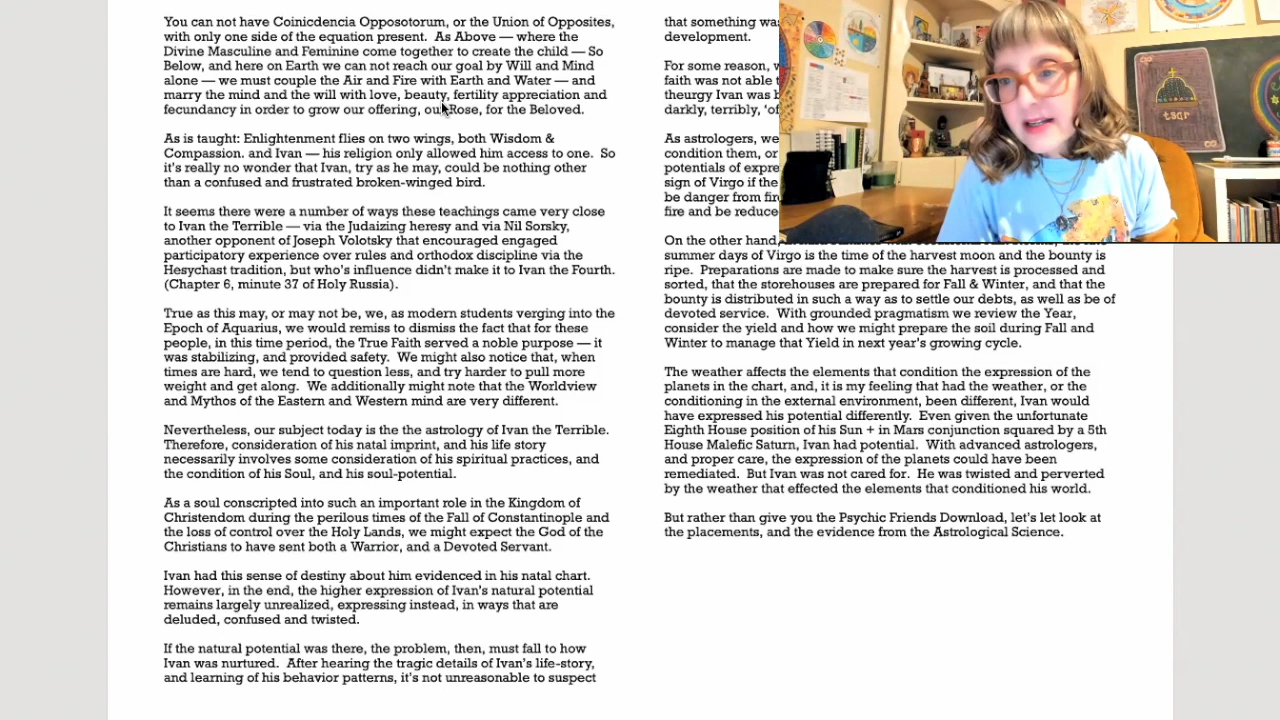 You can not have Coinicdencia Opposotorum, or the Union of Opposites,
with only one side of the equation present.  As Above — where the
Divine Masculine and Feminine come together to create the child — So
Below, and here on Earth we can not reach our goal by Will and Mind
alone — we must couple the Air and Fire with Earth and Water — and
marry the mind and the will with love, beauty, fertility appreciation and
fecundancy in order to grow our offering, our Rose, for the Beloved.
As is taught: Enlightenment flies on two wings, both Wisdom &
Compassion. and Ivan — his religion only allowed him access to one.  So
it's really no wonder that Ivan, try as he may, could be nothing other
than a confused and frustrated broken-winged bird.
It seems there were a number of ways these teachings came very close
to Ivan the Terrible — via the Judaizing heresy and via Nil Sorsky,
another opponent of Joseph Volotsky that encouraged engaged
participatory experience over rules and orthodox discipline via the
Hesychast tradition, but who's influence didn't make it to Ivan the Fourth.
(Chapter 6, minute 37 of Holy Russia).
True as this may, or may not be, we, as modern students verging into the
Epoch of Aquarius, we would remiss to dismiss the fact that for these
people, in this time period, the True Faith served a noble purpose — it
was stabilizing, and provided safety.  We might also notice that, when
times are hard, we tend to question less, and try harder to pull more
weight and get along.  We additionally might note that the Worldview
and Mythos of the Eastern and Western mind are very different.
Nevertheless, our subject today is the the astrology of Ivan the Terrible.
Therefore, consideration of his natal imprint, and his life story
necessarily involves some consideration of his spiritual practices, and
the condition of his Soul, and his soul-potential.
As a soul conscripted into such an important role in the Kingdom of
Christendom during the perilous times of the Fall of Constantinople and
the loss of control over the Holy Lands, we might expect the God of the
Christians to have sent both a Warrior, and a Devoted Servant.
Ivan had this sense of destiny about him evidenced in his natal chart.
However, in the end, the higher expression of Ivan's natural potential
remains largely unrealized, expressing instead, in ways that are
deluded, confused and twisted.
If the natural potential was there, the problem, then, must fall to how
Ivan was nurtured.  After hearing the tragic details of Ivan's life-story,
and learning of his behavior patterns, it's not unreasonable to suspect
that something was
development.
For some reason,
faith was not able
theurgy Ivan was
darkly, terribly, 'of
As astrologers, we
condition them, or
potentials of
sign of Virgo if the
be danger from
fire and be
On the other hand,
summer days of Virgo is the time of the harvest moon and the bounty is
ripe.  Preparations are made to make sure the harvest is processed and
sorted, that the storehouses are prepared for Fall & Winter, and that the
bounty is distributed in such a way as to settle our debts, as well as be of
devoted service.  With grounded pragmatism we review the Year,
consider the yield and how we might prepare the soil during Fall and
Winter to manage that Yield in next year's growing cycle.
The weather affects the elements that condition the expression of the
planets in the chart, and, it is my feeling that had the weather, or the
conditioning in the external environment, been different, Ivan would
have expressed his potential differently.  Even given the unfortunate
Eighth House position of his Sun + in Mars conjunction squared by a 5th
House Malefic Saturn, Ivan had potential.  With advanced astrologers,
and proper care, the expression of the planets could have been
remediated.  But Ivan was not cared for.  He was twisted and perverted
by the weather that effected the elements that conditioned his world.
But rather than give you the Psychic Friends Download, let's let look at
the placements, and the evidence from the Astrological Science.
tsar